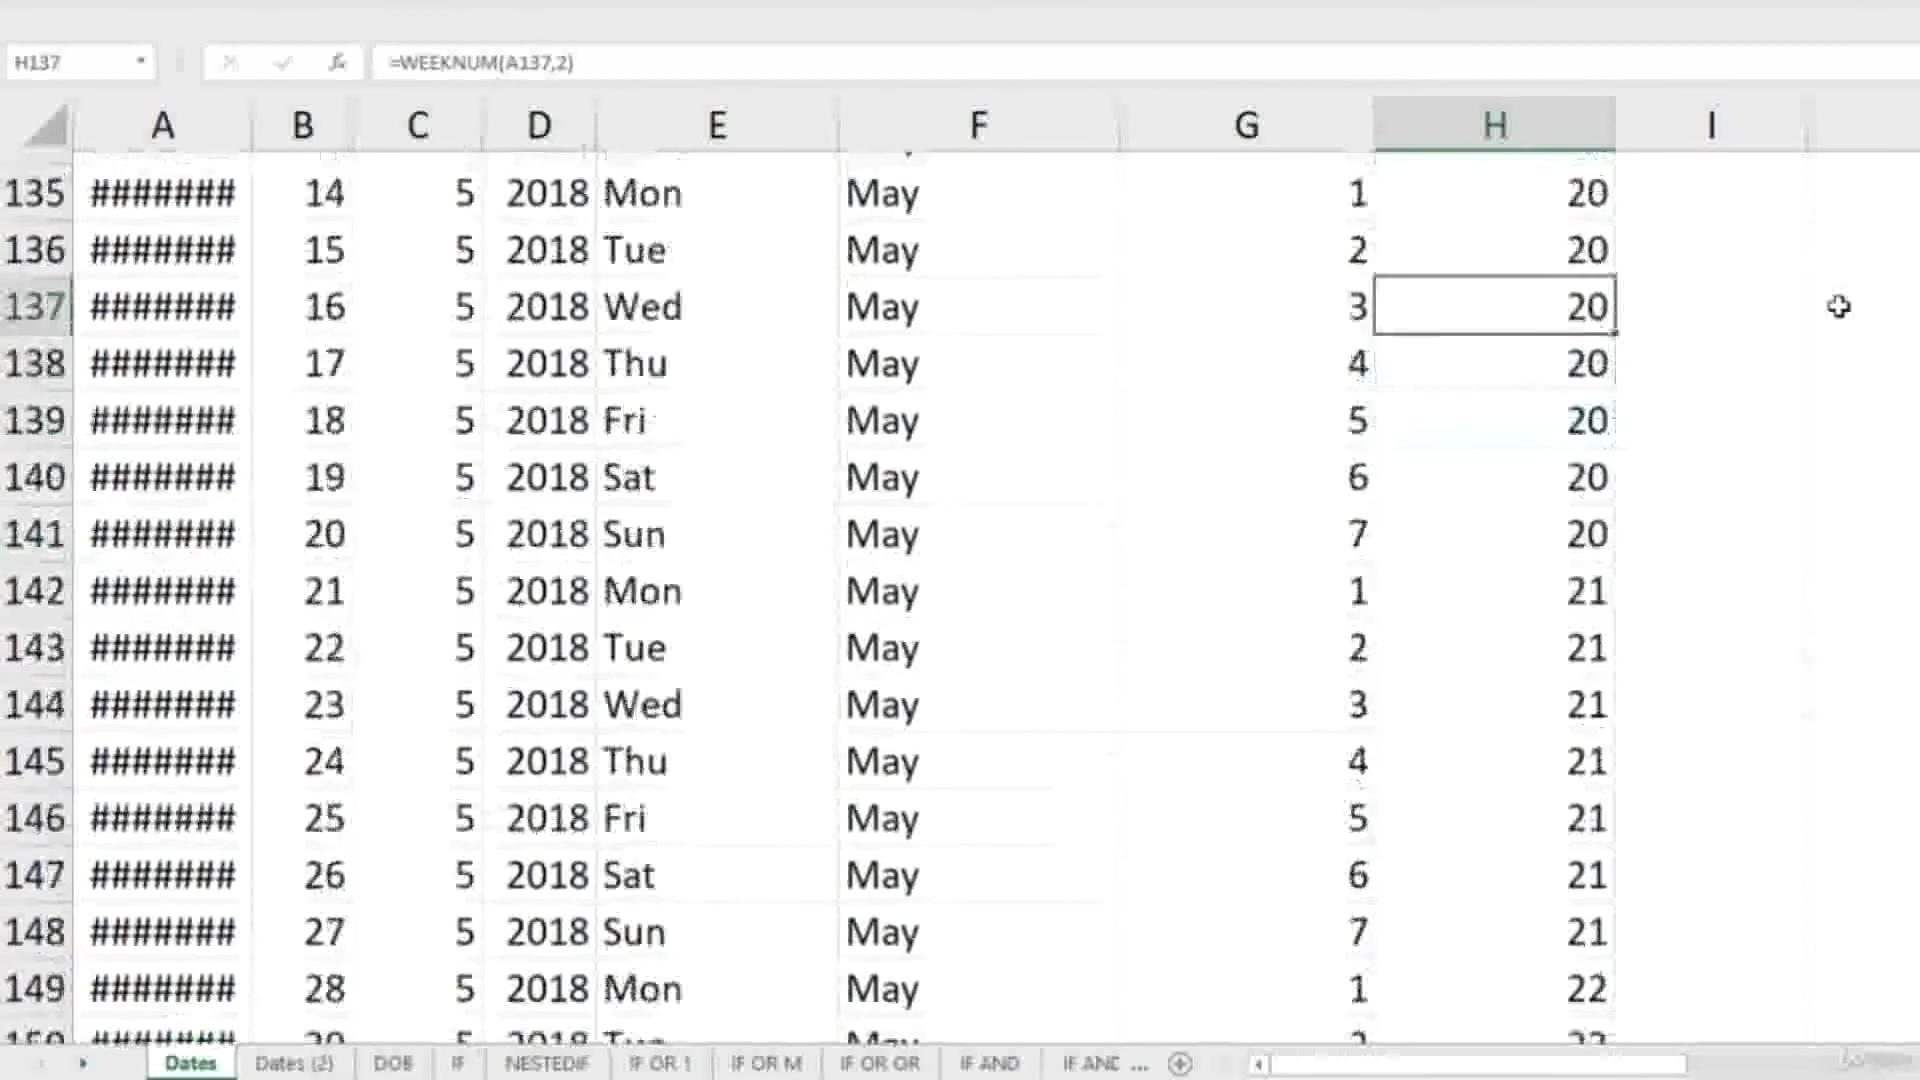 H137 fx =WEEKNUM(A137,2)
A B C D E F G H I
135 ####### 14 5 2018 Mon May 1 20
136 ####### 15 5 2018 Tue May 2 20
137 ####### 16 5 2018 Wed May 3 20
138 ####### 17 5 2018 Thu May 4 20
139 ####### 18 5 2018 Fri May 5 20
140 ####### 19 5 2018 Sat May 6 20
141 ####### 20 5 2018 Sun May 7 20
142 ####### 21 5 2018 Mon May 1 21
143 ####### 22 5 2018 Tue May 2 21
144 ####### 23 5 2018 Wed May 3 21
145 ####### 24 5 2018 Thu May 4 21
146 ####### 25 5 2018 Fri May 5 21
147 ####### 26 5 2018 Sat May 6 21
148 ####### 27 5 2018 Sun May 7 21
149 ####### 28 5 2018 Mon May 1 22
Dates Dates (2) DOB IF NESTEDIF IF OR 1 IF OR M IF OR OR IF AND IF ANC ...